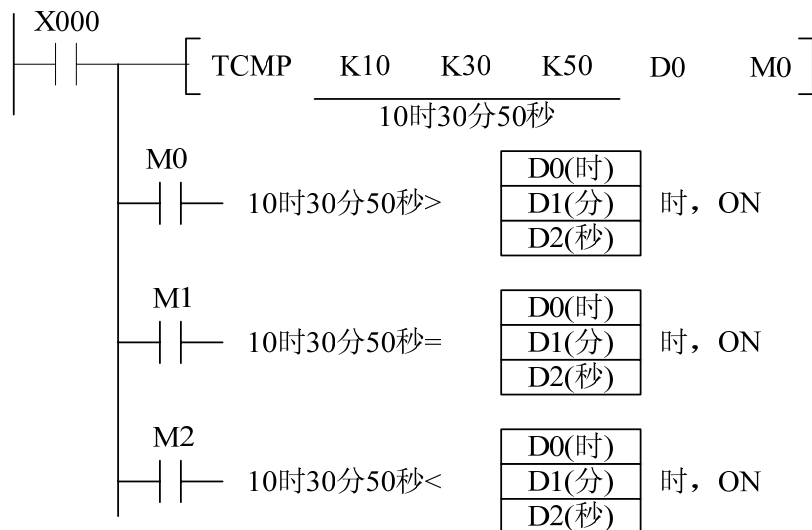 X000
TCMP K10 K30 K50 D0 M0
10时30分50秒
M0
D0(时)
10时30分50秒> D1(分) 时，ON
D2(秒)
M1
D0(时)
10时30分50秒= D1(分) 时，ON
D2(秒)
M2
D0(时)
10时30分50秒< D1(分) 时，ON
D2(秒)